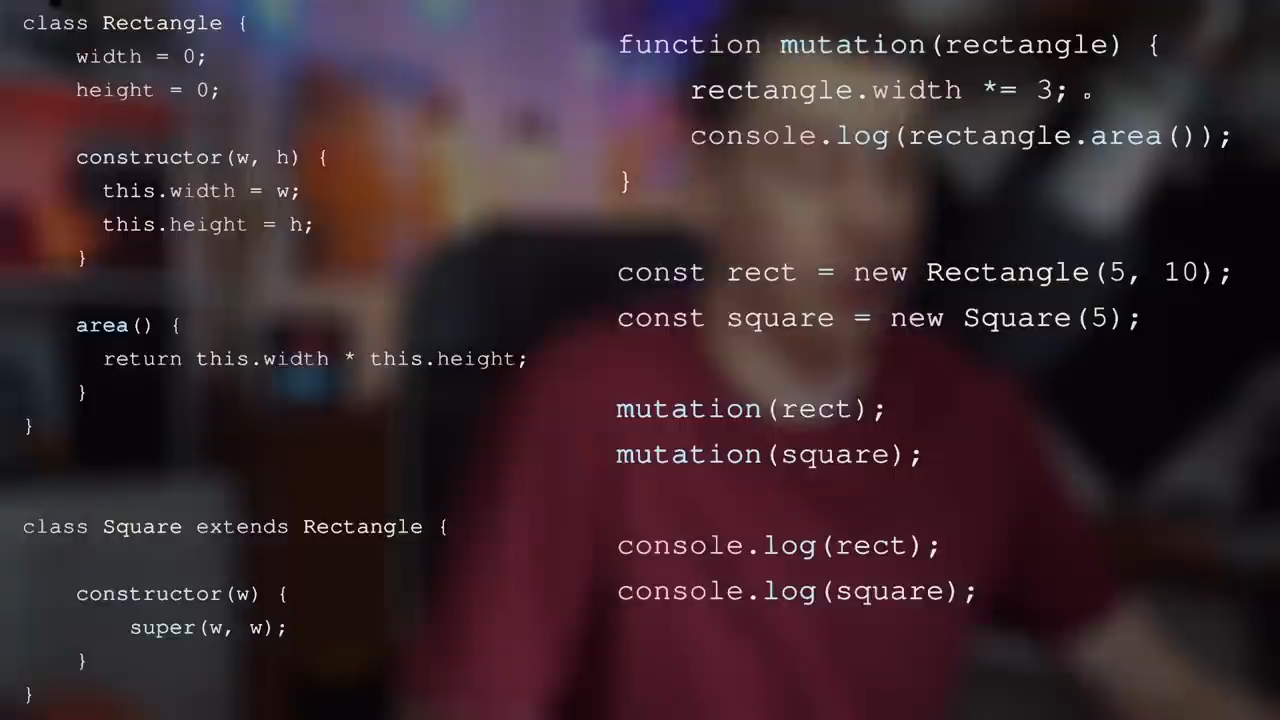 class Rectangle {
width = 0;
height = 0;
constructor(w, h) {
this.width = w;
this.height = h;
}
area() {
return this.width * this.height;
}
}
class Square extends Rectangle {
constructor(w) {
super(w, w);
}
}
function mutation(rectangle) {
rectangle.width *= 3;
console.log(rectangle.area());
}
const rect = new Rectangle(5, 10);
const square = new Square(5);
mutation(rect);
mutation(square);
console.log(rect);
console.log(square);